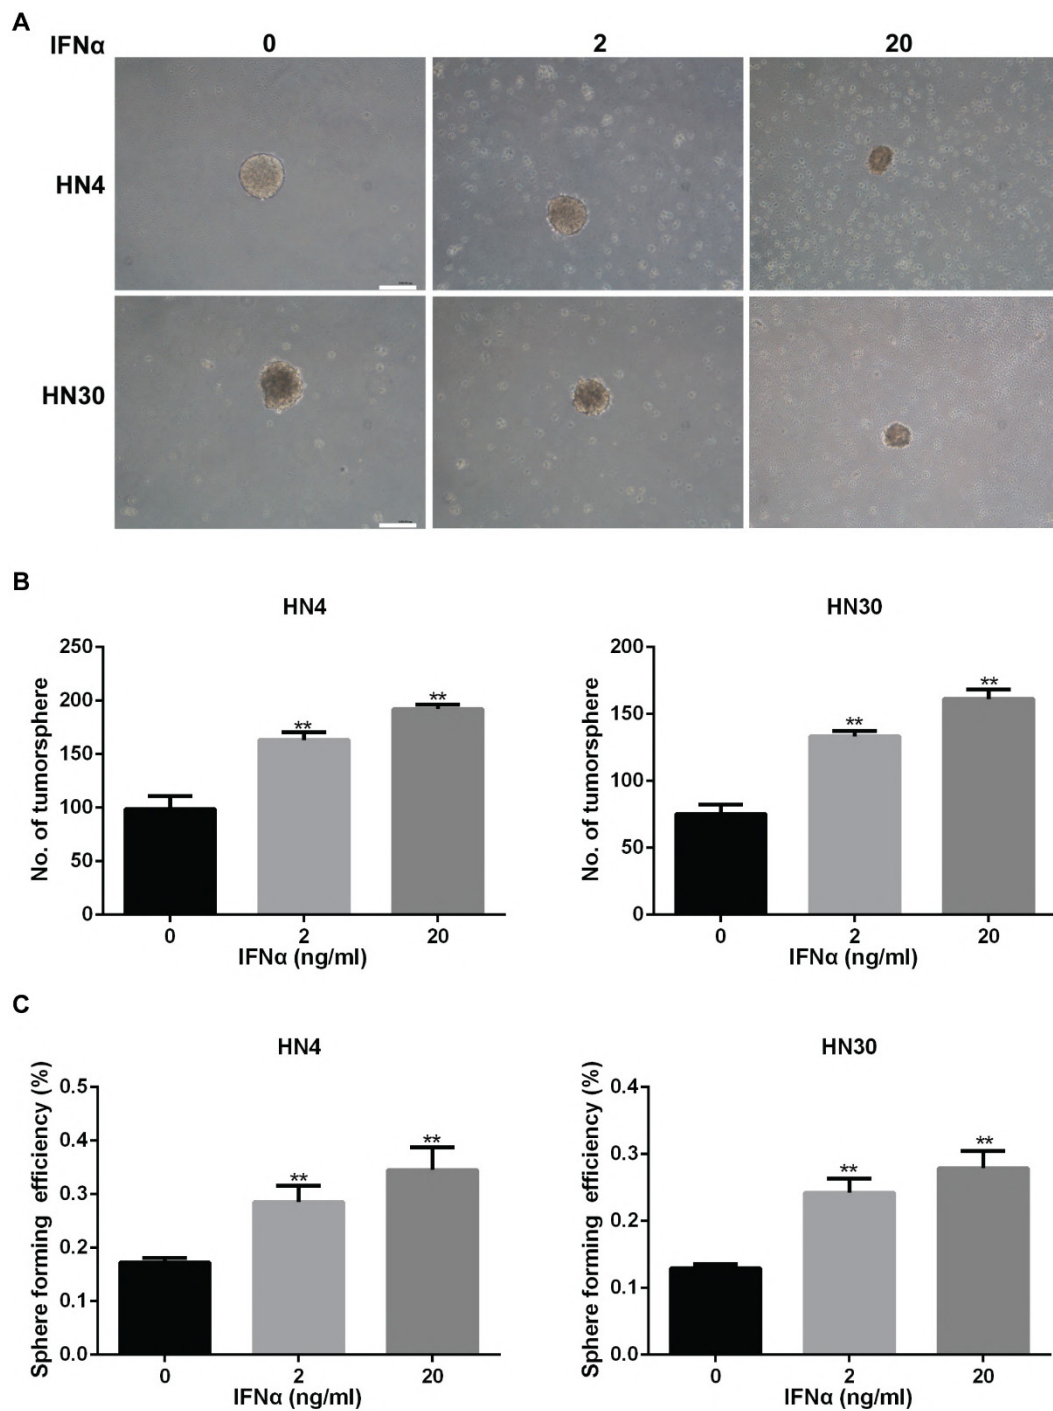 A
IFNα 0 2 20
HN4
HN30
B
HN4
No. of tumorsphere
250
200
150
100
50
0
**
**
0 2 20
IFNα (ng/ml)
HN30
No. of tumorsphere
200
150
100
50
0
**
**
0 2 20
IFNα (ng/ml)
C
HN4
Sphere forming efficiency (%)
0.5
0.4
0.3
0.2
0.1
0.0
**
**
0 2 20
IFNα (ng/ml)
HN30
Sphere forming efficiency (%)
0.4
0.3
0.2
0.1
0.0
**
**
0 2 20
IFNα (ng/ml)